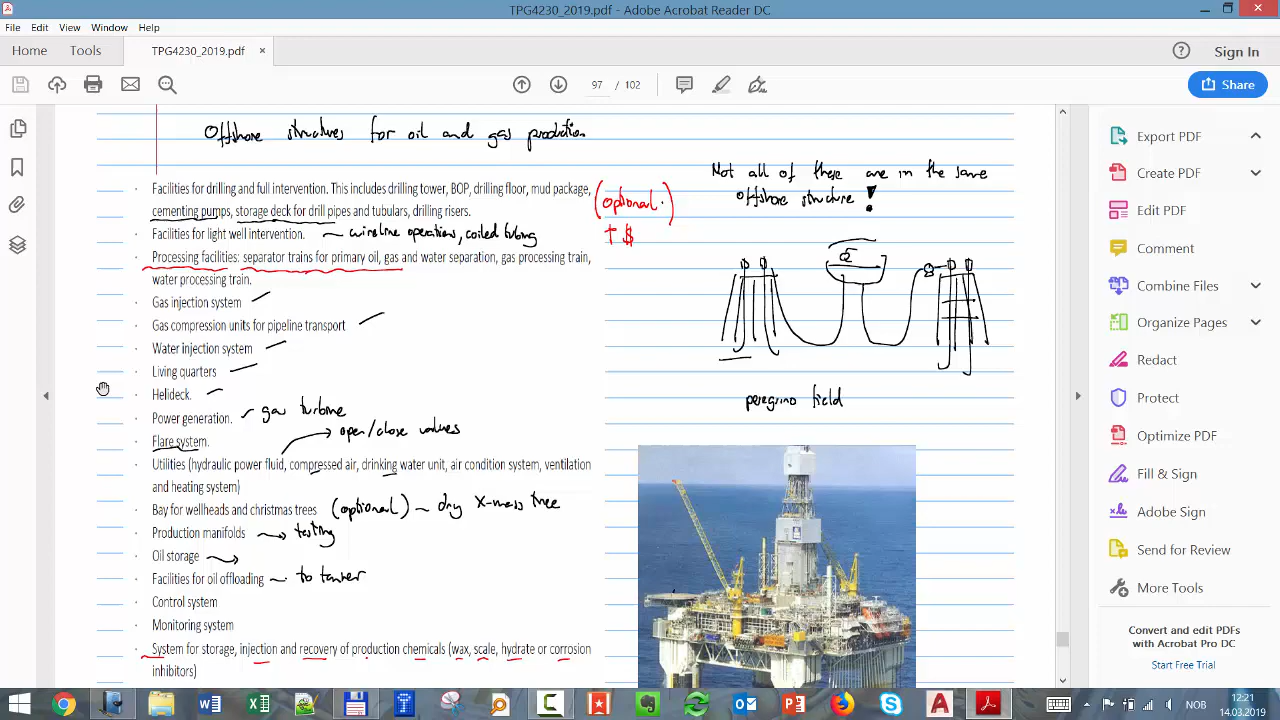 TPG4230_2019.pdf - Adobe Acrobat Reader DC
File Edit View Window Help
Home Tools TPG4230_2019.pdf × Sign In
97 / 102 Share
Offshore structures for oil and gas production
Not all of these are in the same
offshore structure !
· Facilities for drilling and full intervention. This includes drilling tower, BOP, drilling floor, mud package,
cementing pumps, storage deck for drill pipes and tubulars, drilling risers.
(optional)
↑ $
· Facilities for light well intervention. ~ wireline operations, coiled tubing
· Processing facilities: separator trains for primary oil, gas and water separation, gas processing train,
water processing train.
· Gas injection system
· Gas compression units for pipeline transport
· Water injection system
· Living quarters
· Helideck.
· Power generation. gas turbine
· Flare system. → open/close valves
· Utilities (hydraulic power fluid, compressed air, drinking water unit, air condition system, ventilation
and heating system)
· Bay for wellheads and christmas trees (optional) ~ dry X-mass tree
· Production manifolds → testing
· Oil storage →
· Facilities for oil offloading ~ to tanker
· Control system
· Monitoring system
· System for storage, injection and recovery of production chemicals (wax, scale, hydrate or corrosion
inhibitors)
peregrino field
Export PDF
Create PDF
Edit PDF
Comment
Combine Files
Organize Pages
Redact
Protect
Optimize PDF
Fill & Sign
Adobe Sign
Send for Review
More Tools
Convert and edit PDFs
with Acrobat Pro DC
Start Free Trial
NOB
12:21
14.03.2019